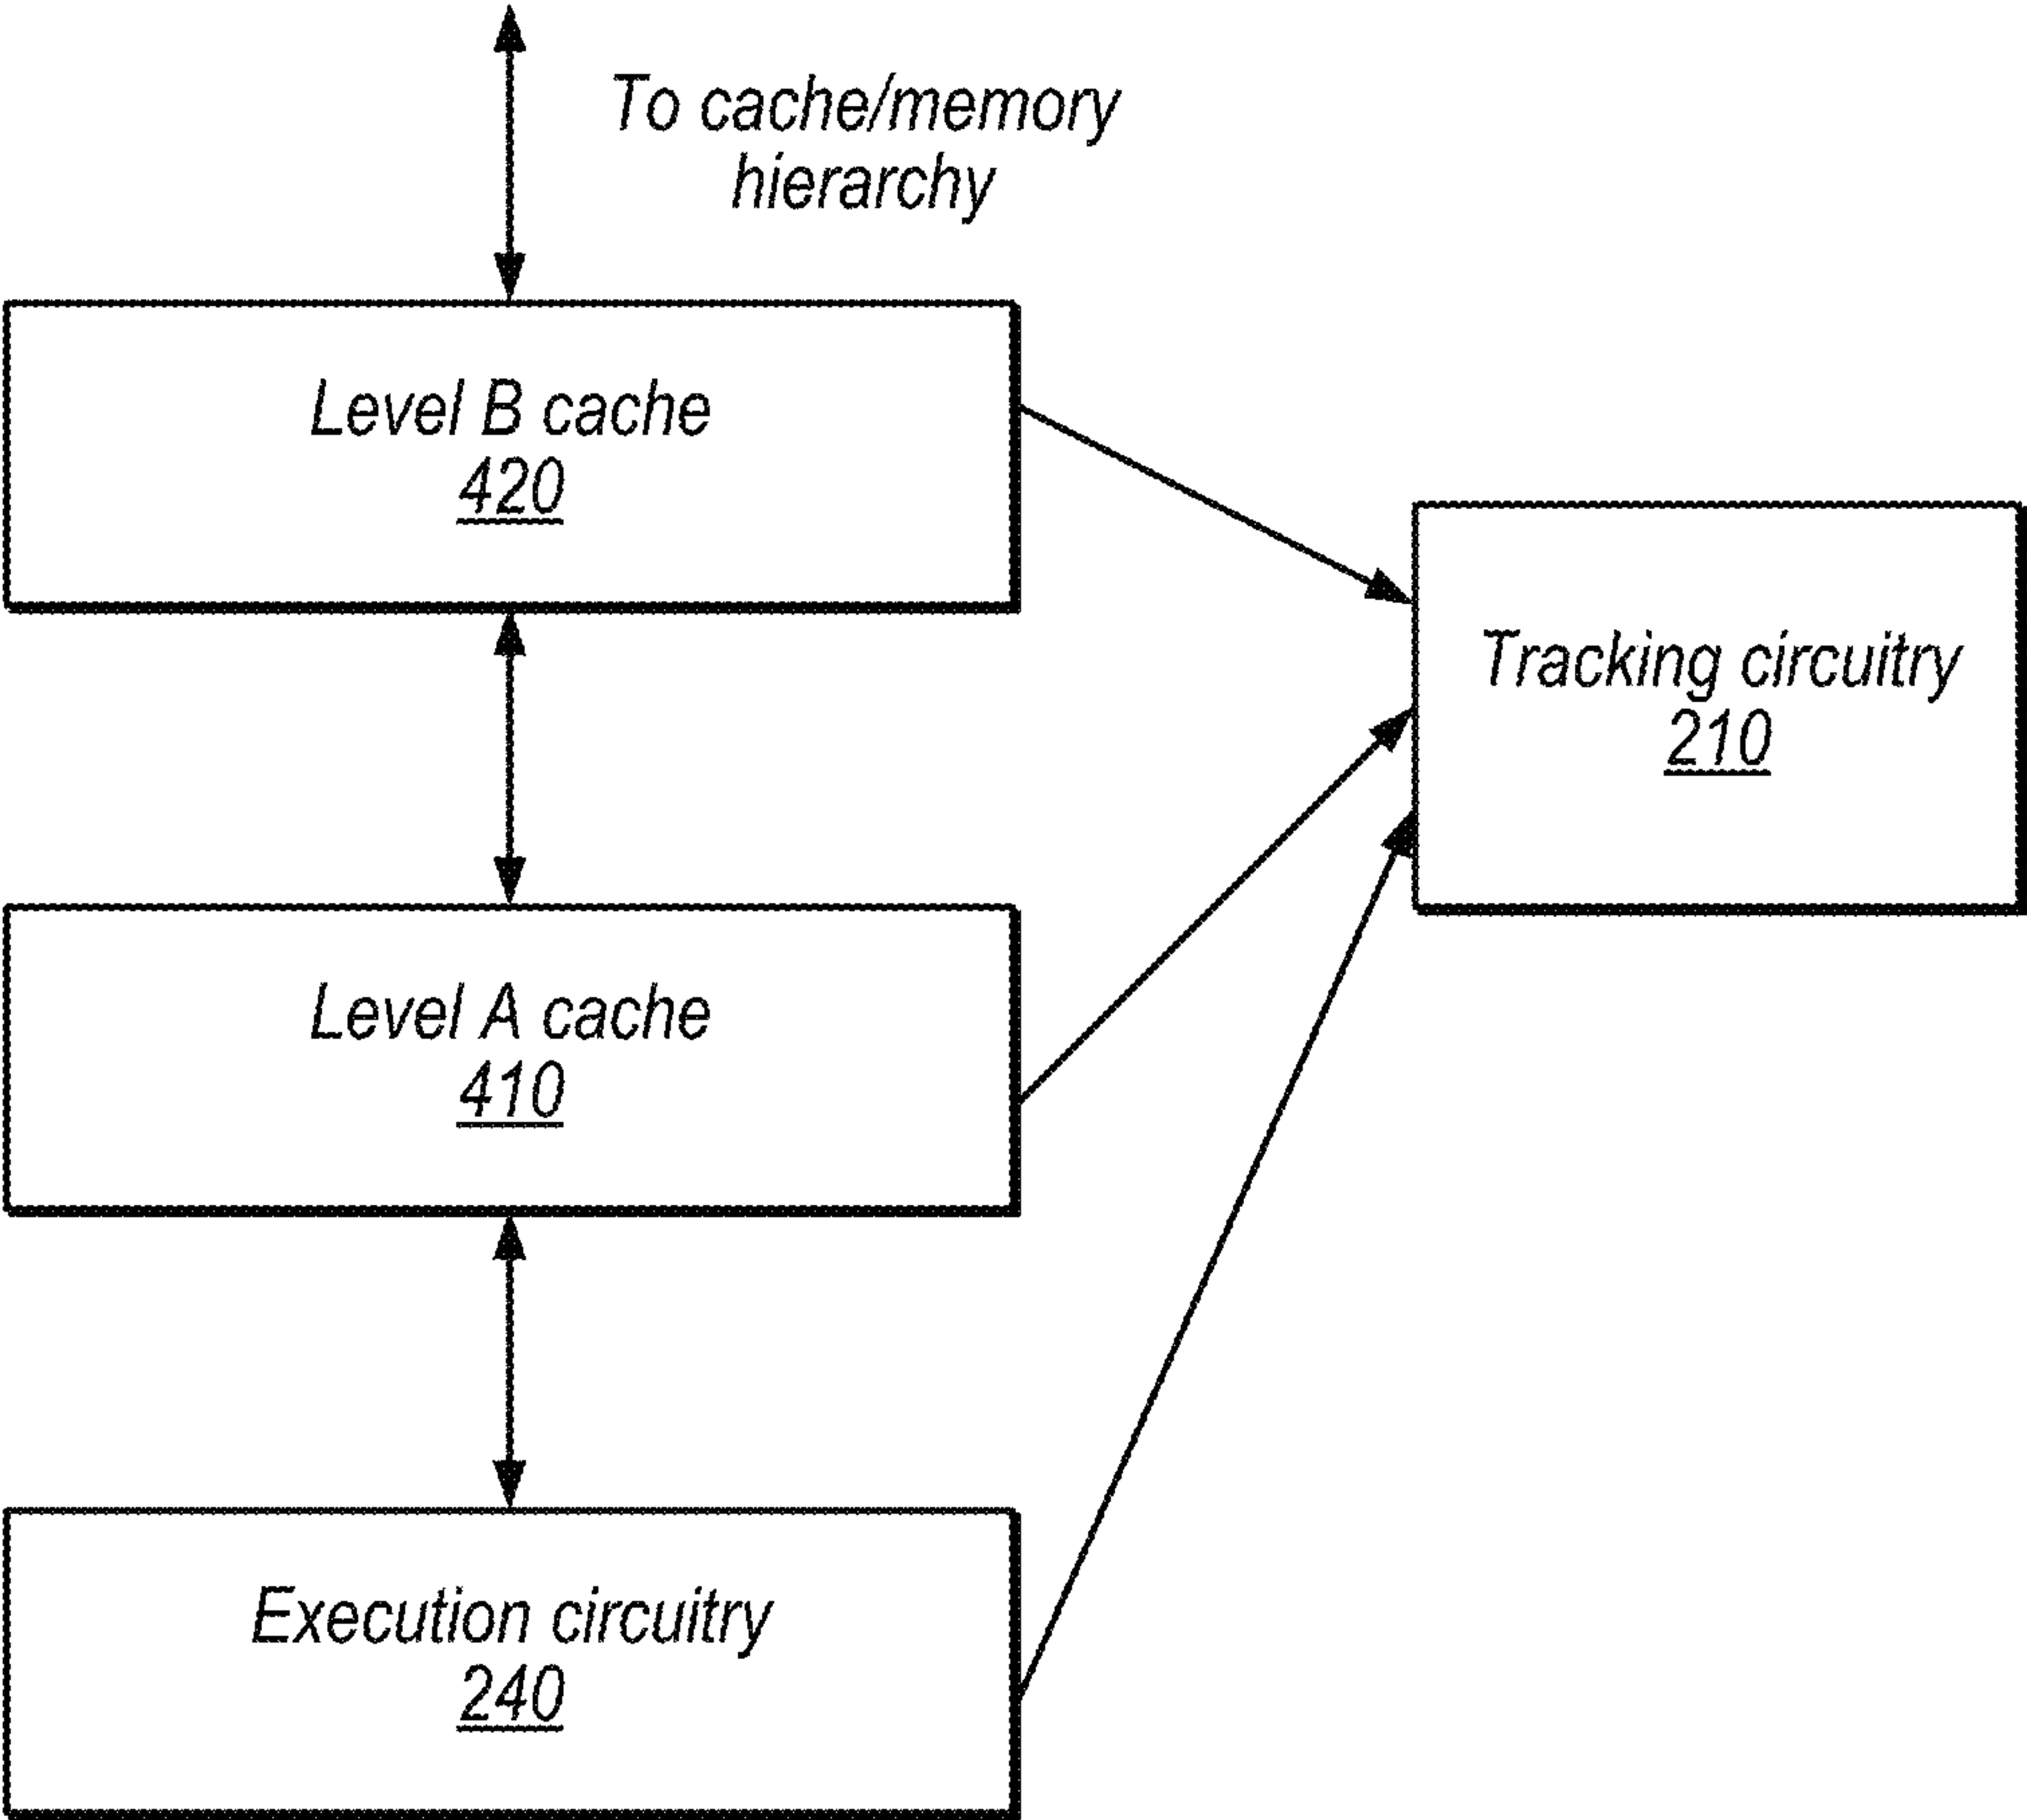 To cache/memory
hierarchy
Level B cache
420
Tracking circuitry
210
Level A cache
410
Execution circuitry
240